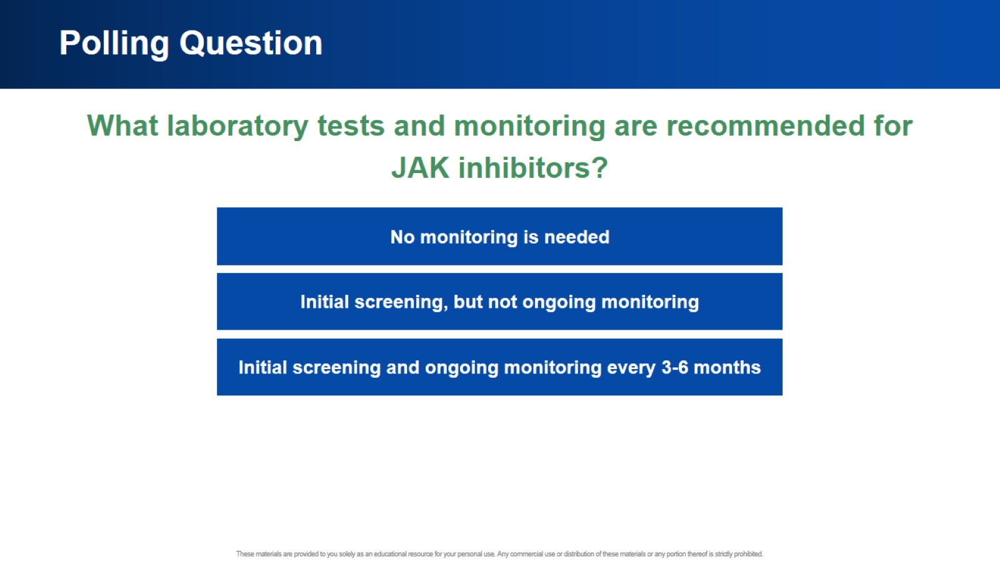 Polling Question
What laboratory tests and monitoring are recommended for
JAK inhibitors?
No monitoring is needed
Initial screening, but not ongoing monitoring
Initial screening and ongoing monitoring every 3-6 months
These materials are provided to you solely as an educational resource for your personal use. Any commercial use or distribution of these materials or any portion thereof is strictly prohibited.